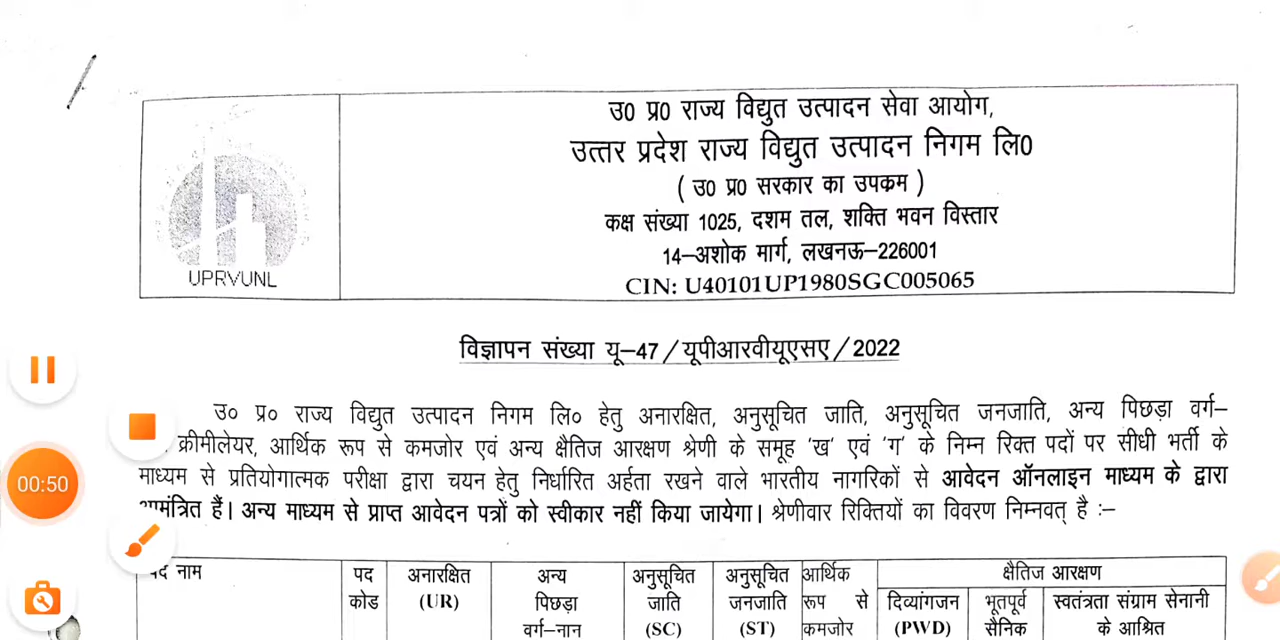 उ0 प्र0 राज्य विद्युत उत्पादन सेवा आयोग,
उत्तर प्रदेश राज्य विद्युत उत्पादन निगम लि0
( उ0 प्र0 सरकार का उपक्रम )
कक्ष संख्या 1025, दशम तल, शक्ति भवन विस्तार
14–अशोक मार्ग, लखनऊ–226001
CIN: U40101UP1980SGC005065
UPRVUNL
विज्ञापन संख्या यू–47/यूपीआरवीयूएसए/2022
उ० प्र० राज्य विद्युत उत्पादन निगम लि० हेतु अनारक्षित, अनुसूचित जाति, अनुसूचित जनजाति, अन्य पिछड़ा वर्ग–
क्रीमीलेयर, आर्थिक रूप से कमजोर एवं अन्य क्षैतिज आरक्षण श्रेणी के समूह 'ख' एवं 'ग' के निम्न रिक्त पदों पर सीधी भर्ती के
माध्यम से प्रतियोगात्मक परीक्षा द्वारा चयन हेतु निर्धारित अर्हता रखने वाले भारतीय नागरिकों से आवेदन ऑनलाइन माध्यम के द्वारा
आमंत्रित हैं। अन्य माध्यम से प्राप्त आवेदन पत्रों को स्वीकार नहीं किया जायेगा। श्रेणीवार रिक्तियों का विवरण निम्नवत् है :–
00:50
पद नाम
पद
कोड
अनारक्षित
(UR)
अन्य
पिछड़ा
वर्ग–नान
अनुसूचित
जाति
(SC)
अनुसूचित
जनजाति
(ST)
आर्थिक
रूप से
कमजोर
क्षैतिज आरक्षण
दिव्यांगजन
(PWD)
भूतपूर्व
सैनिक
स्वतंत्रता संग्राम सेनानी
के आश्रित